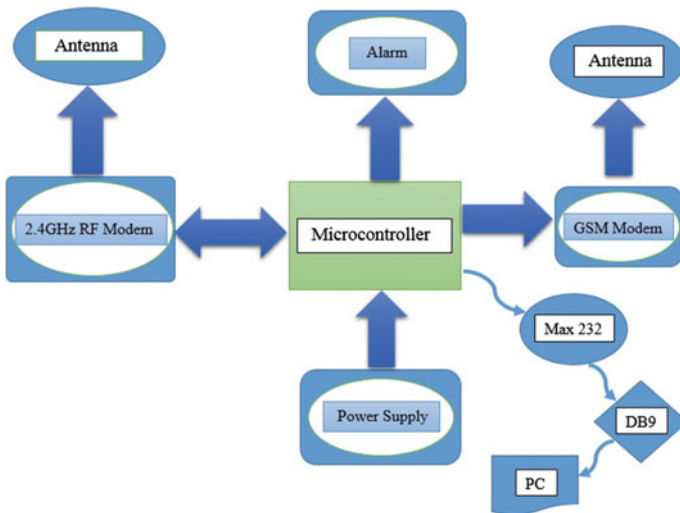 Antenna
Alarm
Antenna
2.4GHz RF Modem
Microcontroller
GSM Modem
Max 232
Power Supply
DB9
PC